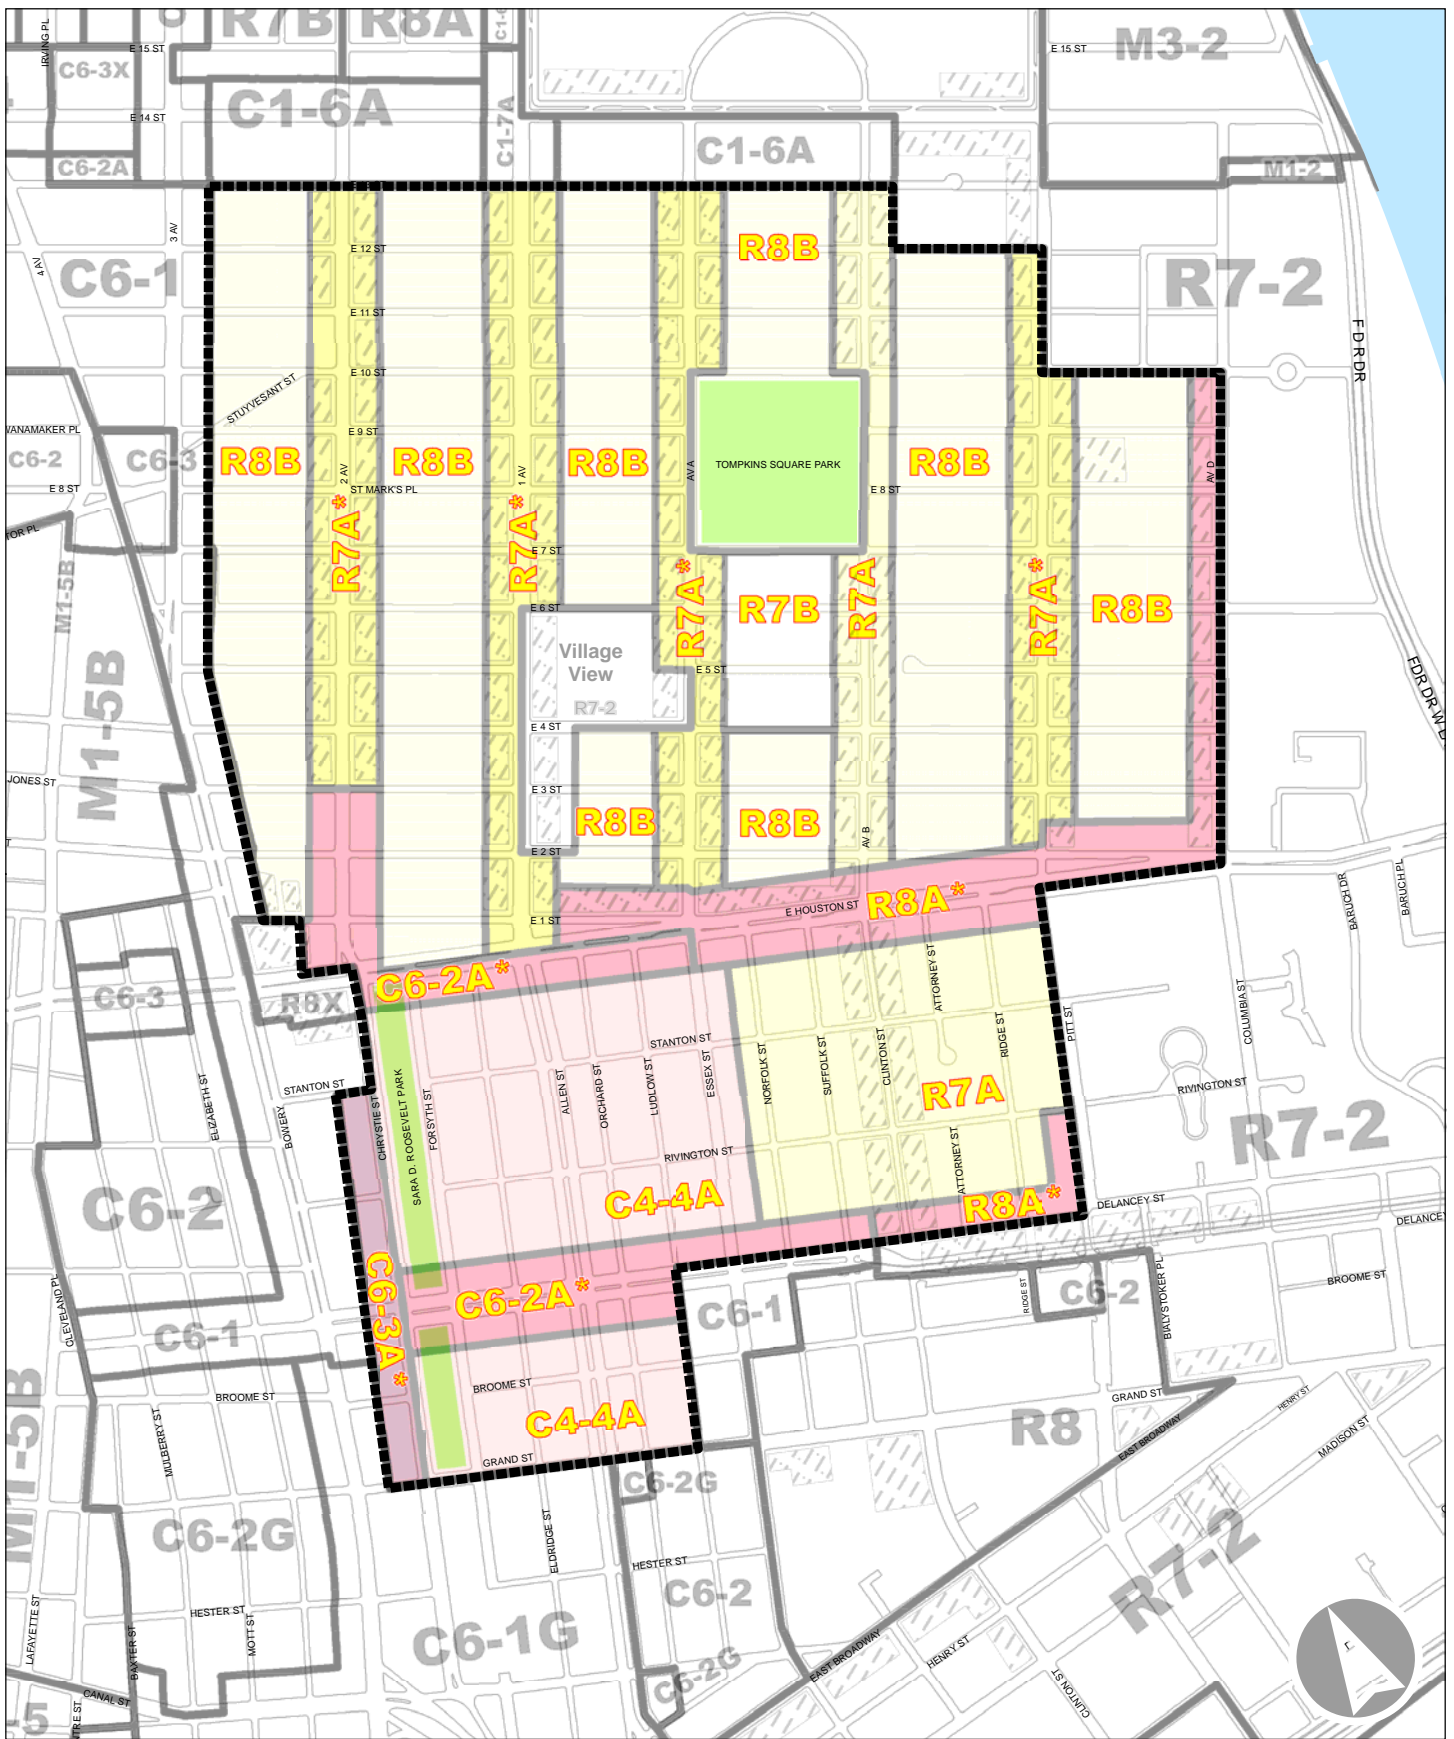 R7B
R8A
C1-6
IRVING PL
E 15 ST
E 15 ST
M3-2
C6-3X
C1-6A
E 14 ST
C1-7A
C1-6A
C6-2A
M1-2
3 AV
E 12 ST
R8B
4 AV
C6-1
R7-2
E 11 ST
F D R DR
E 10 ST
STUYVESANT ST
WANAMAKER PL
E 9 ST
C6-2
C6-3
R8B
R8B
R8B
TOMPKINS SQUARE PARK
R8B
2 AV
1 AV
AV A
AV D
E 8 ST
ST MARK'S PL
E 8 ST
TOR PL
R7A*
R7A*
E 7 ST
M1-5B
R7A*
R7B
R7A
R7A*
R8B
E 6 ST
Village
View
R7-2
E 5 ST
M1-5B
FDR DR W E
E 4 ST
JONES ST
E 3 ST
R8B
R8B
AV B
E 2 ST
BARUCH DR
BARUCH PL
R8A*
E HOUSTON ST
E 1 ST
C6-2A*
C6-3
R8X
ATTORNEY ST
COLUMBIA ST
PITT ST
RIDGE ST
STANTON ST
NORFOLK ST
SUFFOLK ST
CLINTON ST
ESSEX ST
LUDLOW ST
ORCHARD ST
ALLEN ST
STANTON ST
ELIZABETH ST
BOWERY
CHRYSTIE ST
SARA D. ROOSEVELT PARK
FORSYTH ST
R7A
RIVINGTON ST
R7-2
RIVINGTON ST
ATTORNEY ST
C4-4A
C6-2
R8A*
DELANCEY ST
DELANCEY
C6-3A*
C6-2A*
CLEVELAND PL
C6-1
C6-1
RIDGE ST
C6-2
BIALYSTOKER PL
BROOME ST
M1-5B
BROOME ST
BROOME ST
C4-4A
GRAND ST
HENRY ST
R8
EAST BROADWAY
MADISON ST
MULBERRY ST
GRAND ST
C6-2G
C6-2G
ELDRIDGE ST
HESTER ST
C6-2
R7-2
HESTER ST
MOTT ST
LAFAYETTE ST
BAXTER ST
C6-1G
EAST BROADWAY
HENRY ST
C6-2G
CLINTON ST
CANAL ST
-5
TRE ST